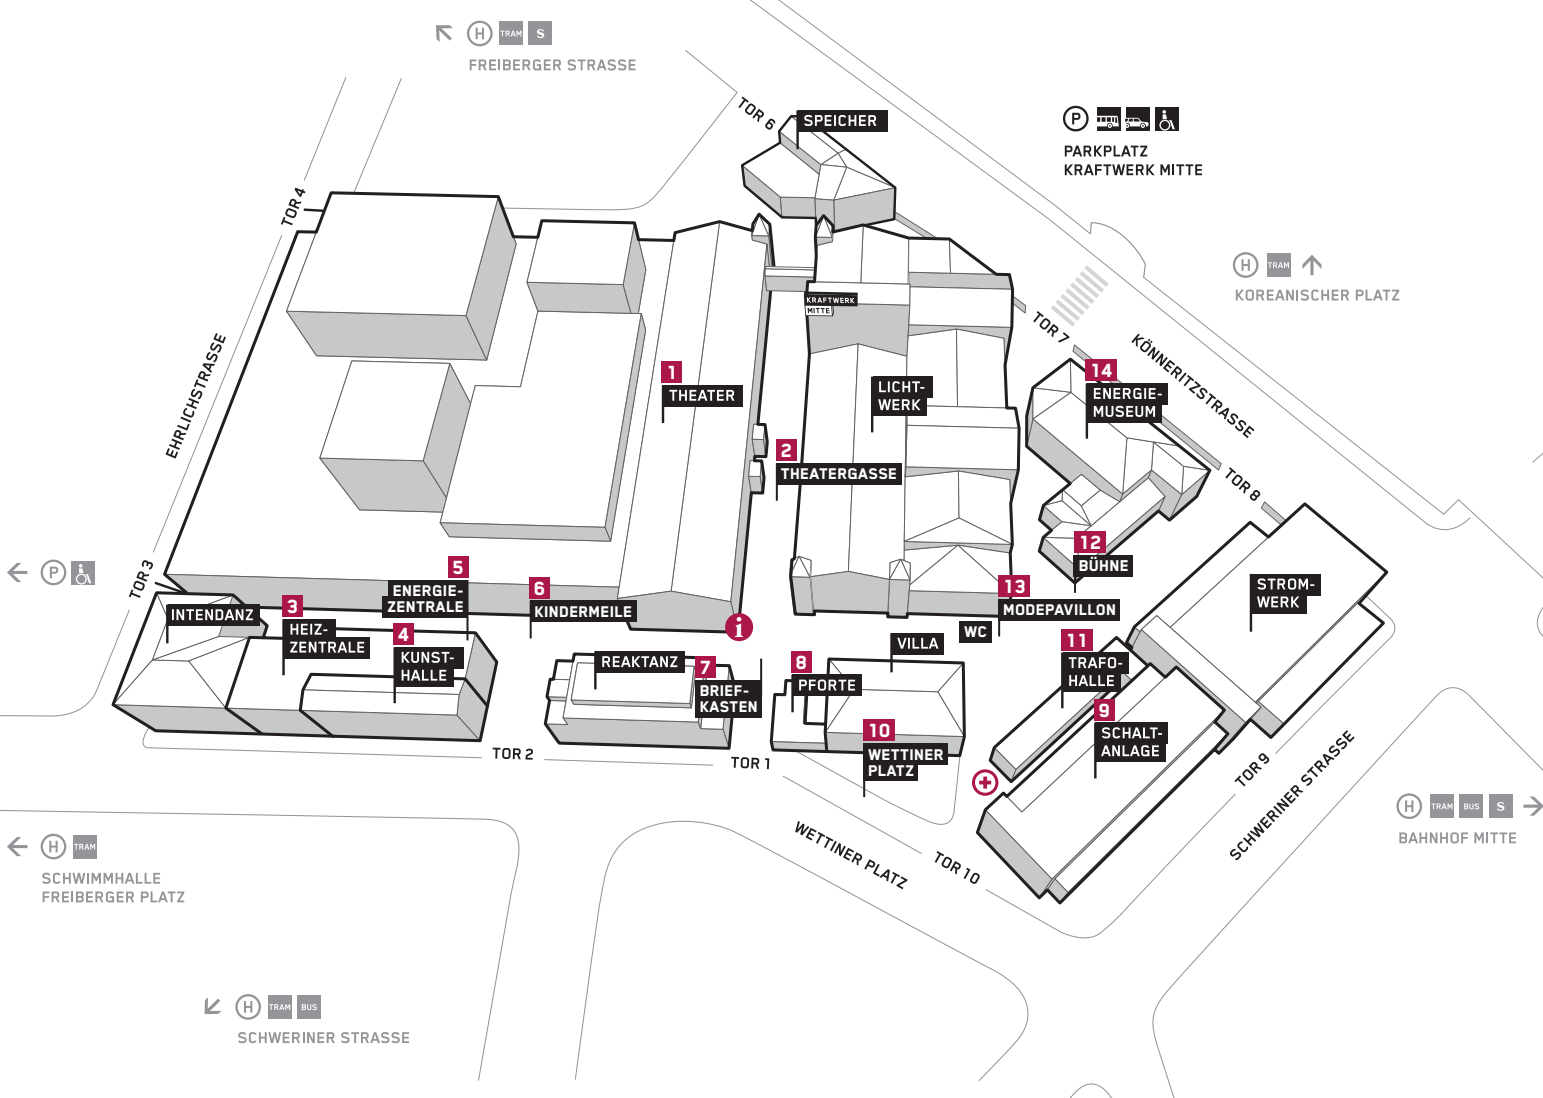 H TRAM S
FREIBERGER STRASSE
TOR 6
SPEICHER
P
PARKPLATZ
KRAFTWERK MITTE
TOR 4
H TRAM
KOREANISCHER PLATZ
KRAFTWERK
MITTE
TOR 7
KÖNNERITZSTRASSE
EHRLICHSTRASSE
1
THEATER
LICHT-
WERK
14
ENERGIE-
MUSEUM
2
THEATERGASSE
TOR 8
P
TOR 3
12
BÜHNE
STROM-
WERK
5
ENERGIE-
ZENTRALE
6
KINDERMEILE
13
MODEPAVILLON
INTENDANZ
3
HEIZ-
ZENTRALE
4
KUNST-
HALLE
i
WC
VILLA
11
TRAFO-
HALLE
REAKTANZ
7
BRIEF-
KASTEN
8
PFORTE
9
SCHALT-
ANLAGE
10
WETTINER
PLATZ
TOR 2
TOR 1
TOR 9
SCHWERINER STRASSE
H TRAM BUS S
BAHNHOF MITTE
WETTINER PLATZ
TOR 10
H TRAM
SCHWIMMHALLE
FREIBERGER PLATZ
H TRAM BUS
SCHWERINER STRASSE